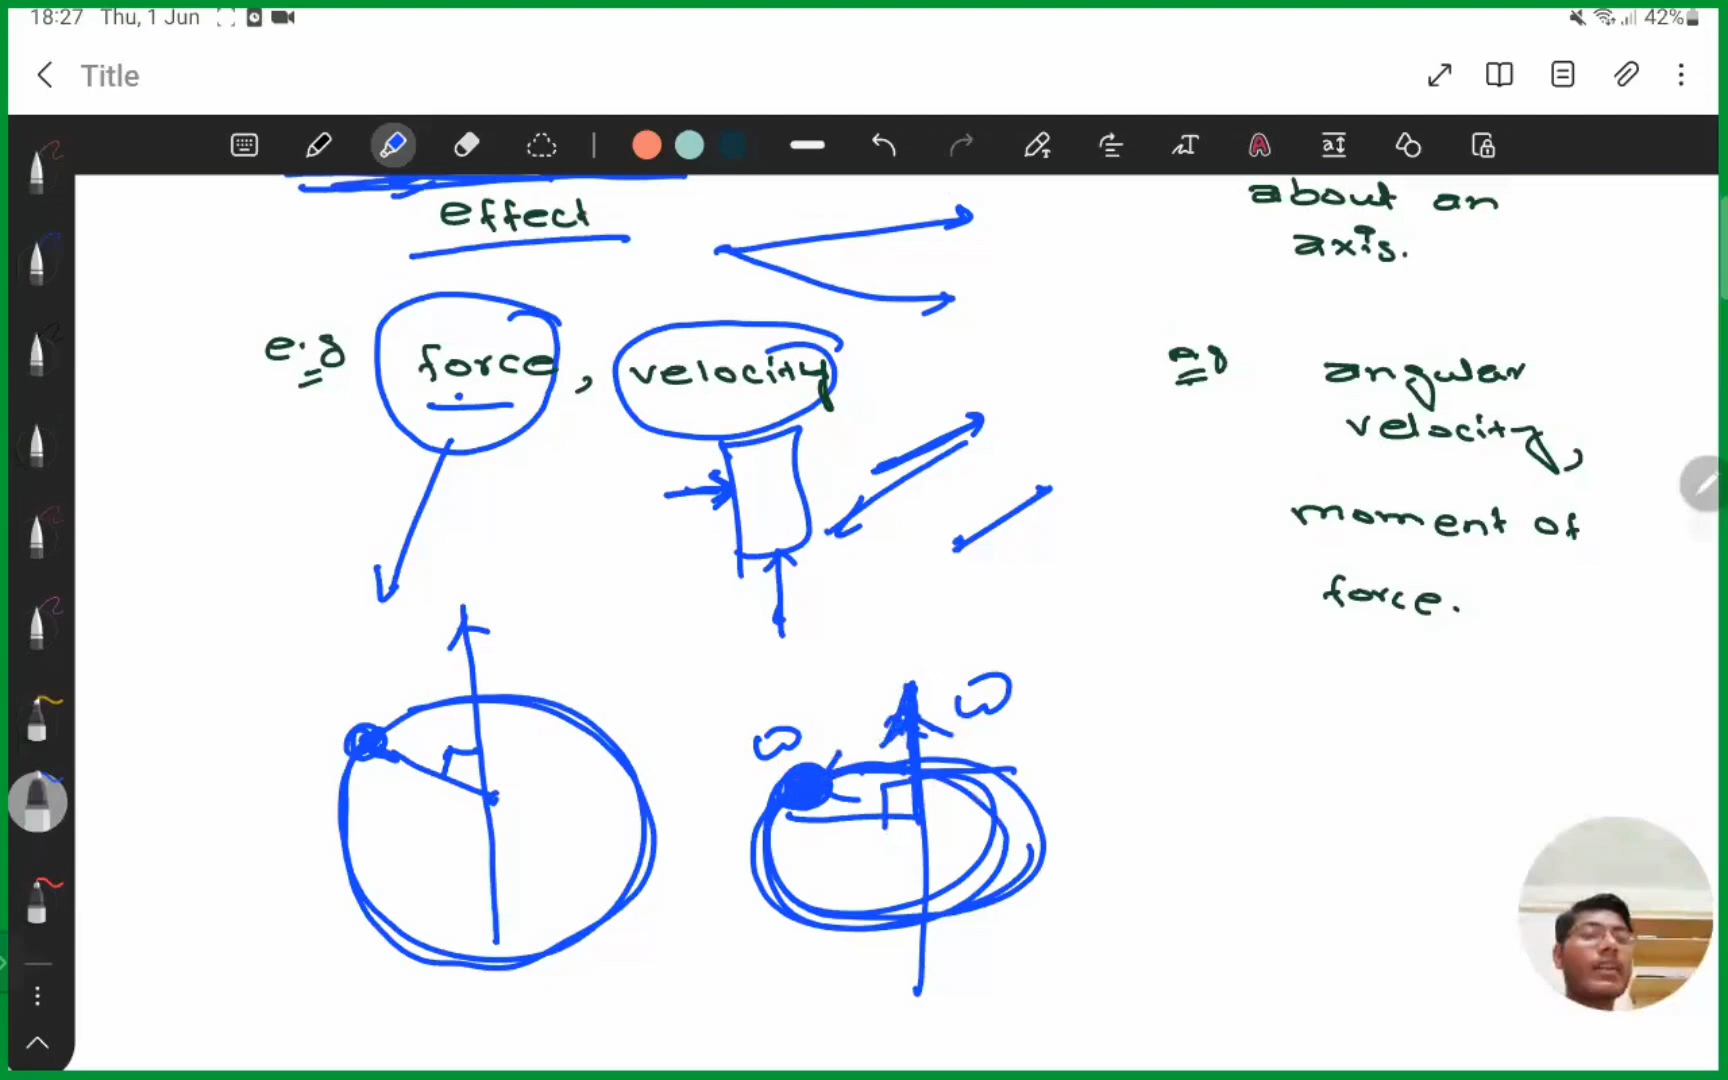 18:27 Thu, 1 Jun
42%
Title
effect
about an
axis.
e.g force, velocity
e.g angular
velocity,
moment of
force.
ω
ω